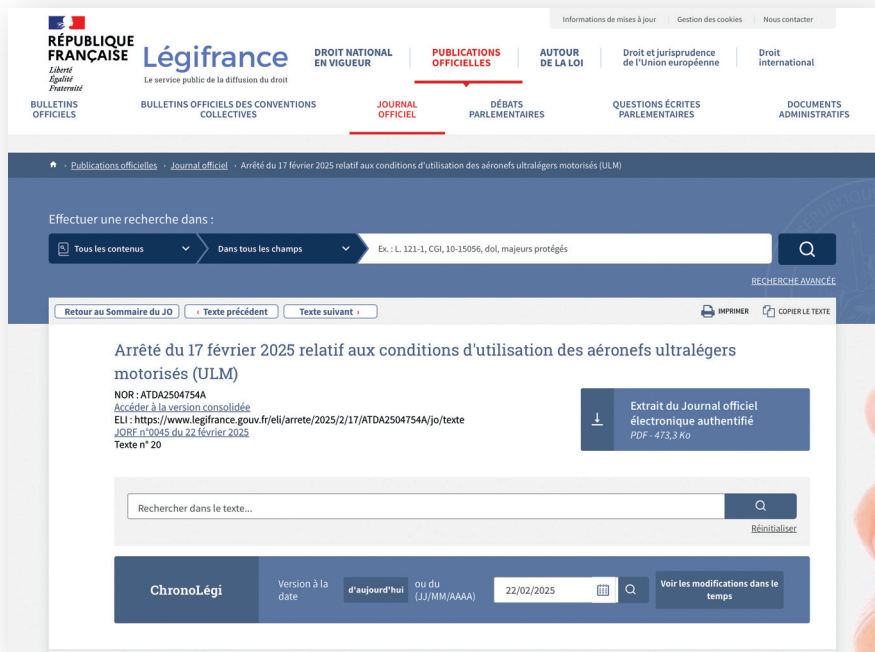 Informations de mises à jour
Gestion des cookies
Nous contacter
RÉPUBLIQUE
FRANÇAISE
Liberté
Égalité
Fraternité
Légifrance
Le service public de la diffusion du droit
DROIT NATIONAL
EN VIGUEUR
PUBLICATIONS
OFFICIELLES
AUTOUR
DE LA LOI
Droit et jurisprudence
de l'Union européenne
Droit
international
BULLETINS
OFFICIELS
BULLETINS OFFICIELS DES CONVENTIONS
COLLECTIVES
JOURNAL
OFFICIEL
DÉBATS
PARLEMENTAIRES
QUESTIONS ÉCRITES
PARLEMENTAIRES
DOCUMENTS
ADMINISTRATIFS
Publications officielles › Journal officiel › Arrêté du 17 février 2025 relatif aux conditions d'utilisation des aéronefs ultralégers motorisés (ULM)
Effectuer une recherche dans :
Tous les contenus
Dans tous les champs
Ex. : L. 121-1, CGI, 10-15056, dol, majeurs protégés
RECHERCHE AVANCÉE
Retour au Sommaire du JO
‹ Texte précédent
Texte suivant ›
IMPRIMER
COPIER LE TEXTE
Arrêté du 17 février 2025 relatif aux conditions d'utilisation des aéronefs ultralégers
motorisés (ULM)
NOR : ATDA2504754A
Accéder à la version consolidée
ELI : https://www.legifrance.gouv.fr/eli/arrete/2025/2/17/ATDA2504754A/jo/texte
JORF n°0045 du 22 février 2025
Texte n° 20
Extrait du Journal officiel
électronique authentifié
PDF - 473,3 Ko
Rechercher dans le texte...
Réinitialiser
ChronoLégi
Version à la
date
d'aujourd'hui
ou du
(JJ/MM/AAAA)
22/02/2025
Voir les modifications dans le
temps